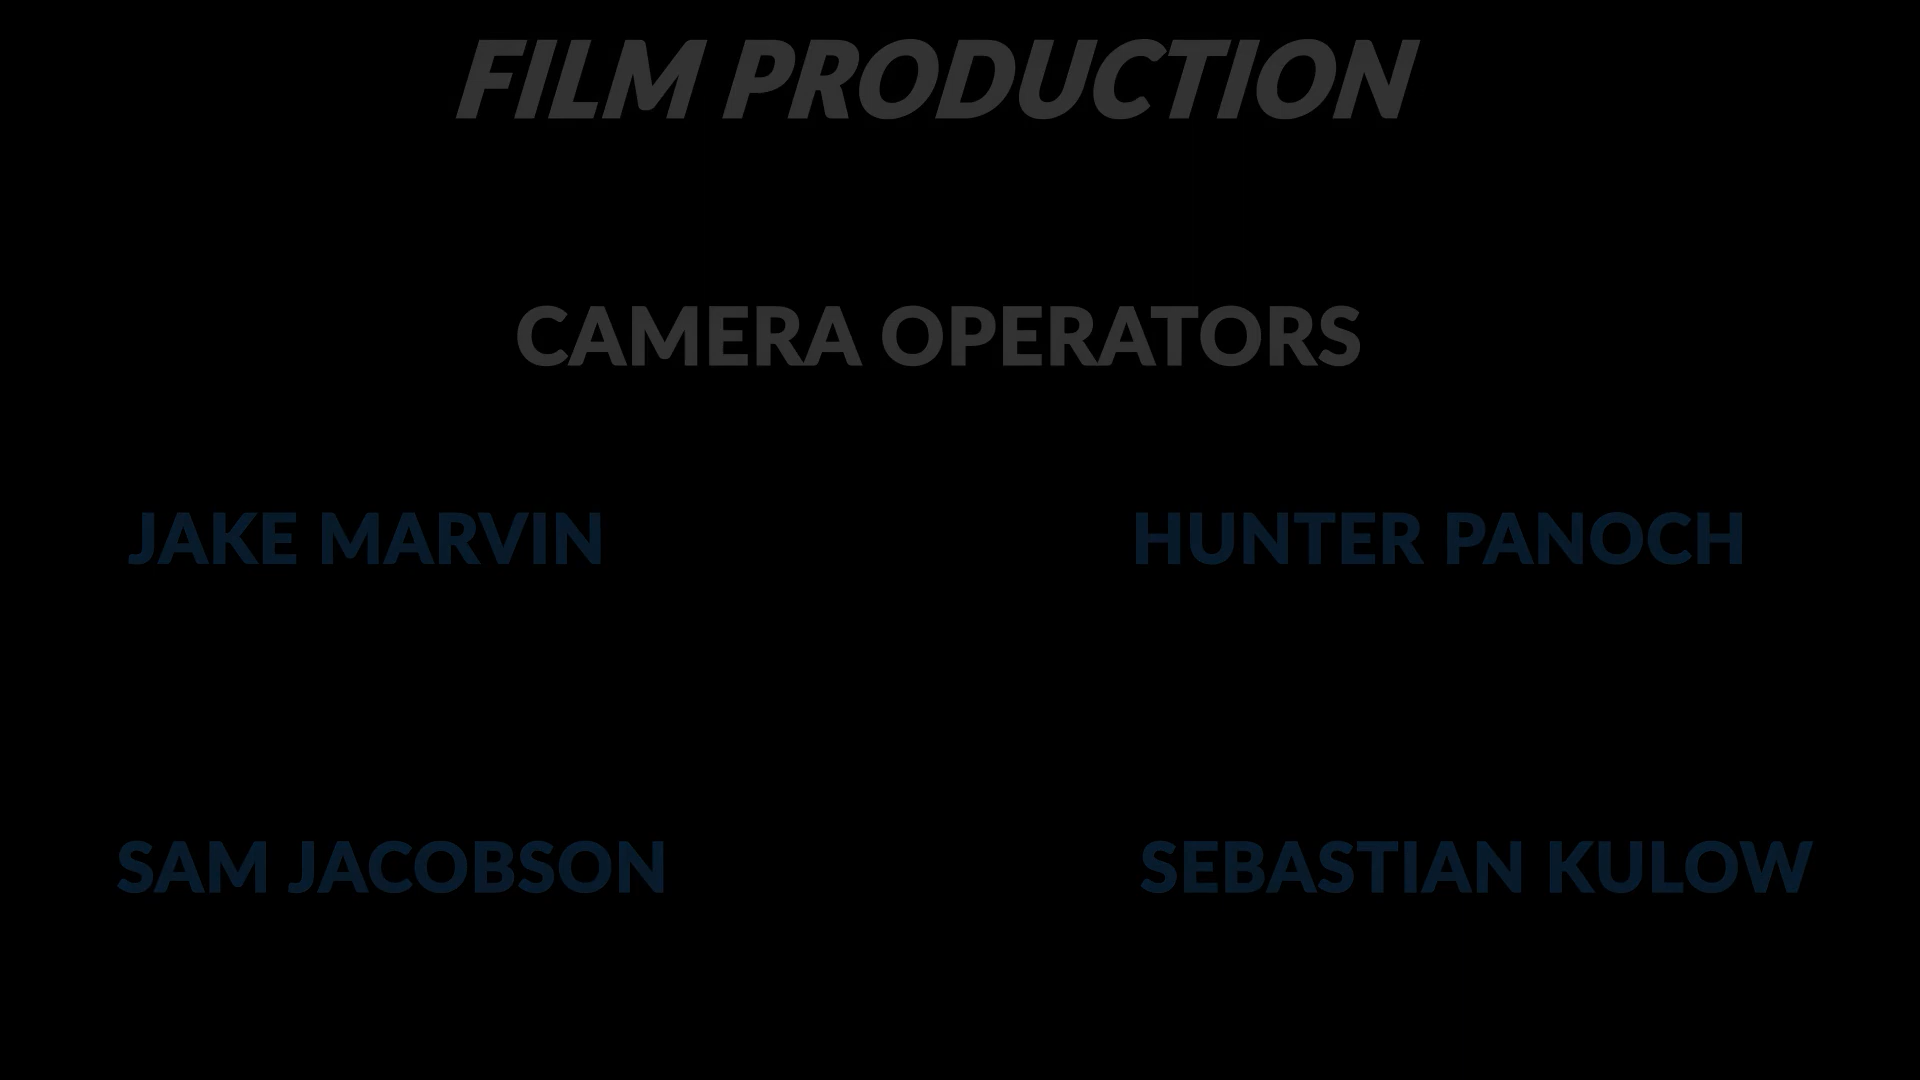 FILM PRODUCTION
CAMERA OPERATORS
JAKE MARVIN
HUNTER PANOCH
SAM JACOBSON
SEBASTIAN KULOW